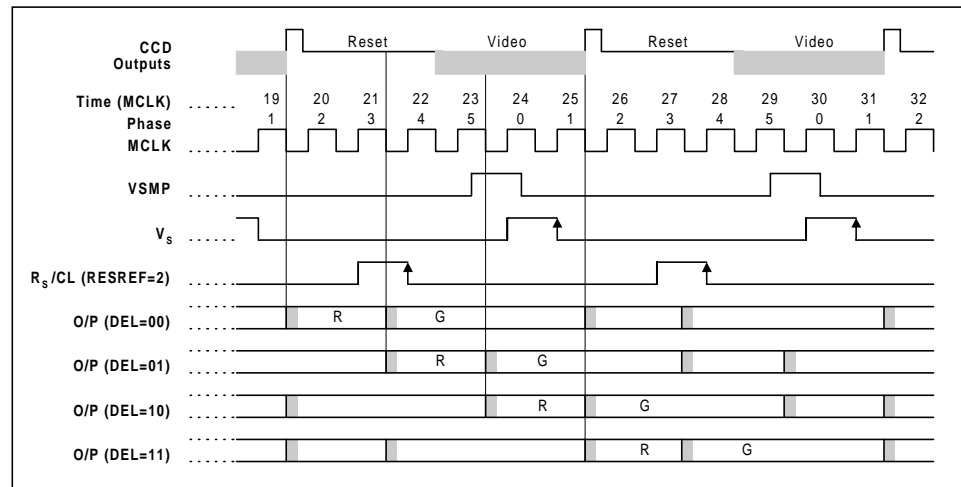 CCD Outputs Reset Video Reset Video
Time (MCLK) ...... 19 20 21 22 23 24 25 26 27 28 29 30 31 32
Phase 1 2 3 4 5 0 1 2 3 4 5 0 1 2
MCLK ......
VSMP ......
VS ......
RS/CL (RESREF=2) ......
O/P (DEL=00) ...... R G
O/P (DEL=01) ...... R G
O/P (DEL=10) ...... R G
O/P (DEL=11) ...... R G